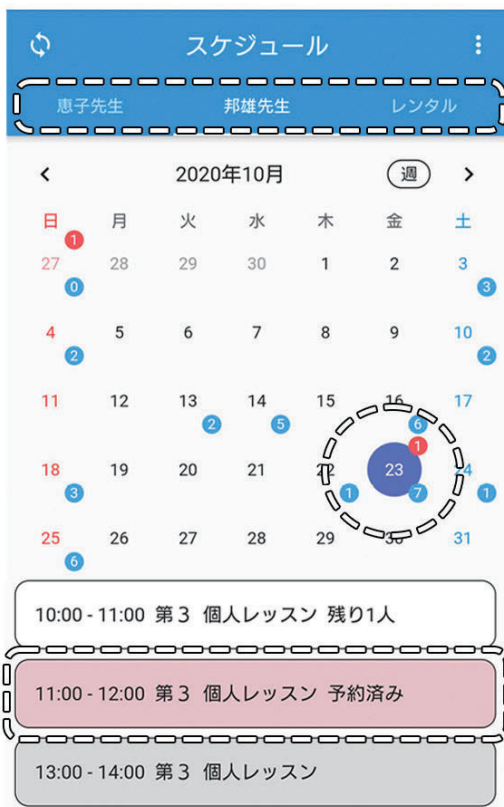 スケジュール
恵子先生 邦雄先生 レンタル
2020年10月 週
日 月 火 水 木 金 土
1
27 28 29 30 1 2 3
0 3
4 5 6 7 8 9 10
2 2
11 12 13 14 15 16 17
2 5 6
1
18 19 20 21 22 23 24
3 1 7 1
25 26 27 28 29 30 31
6
10:00 - 11:00 第3 個人レッスン 残り1人
11:00 - 12:00 第3 個人レッスン 予約済み
13:00 - 14:00 第3 個人レッスン